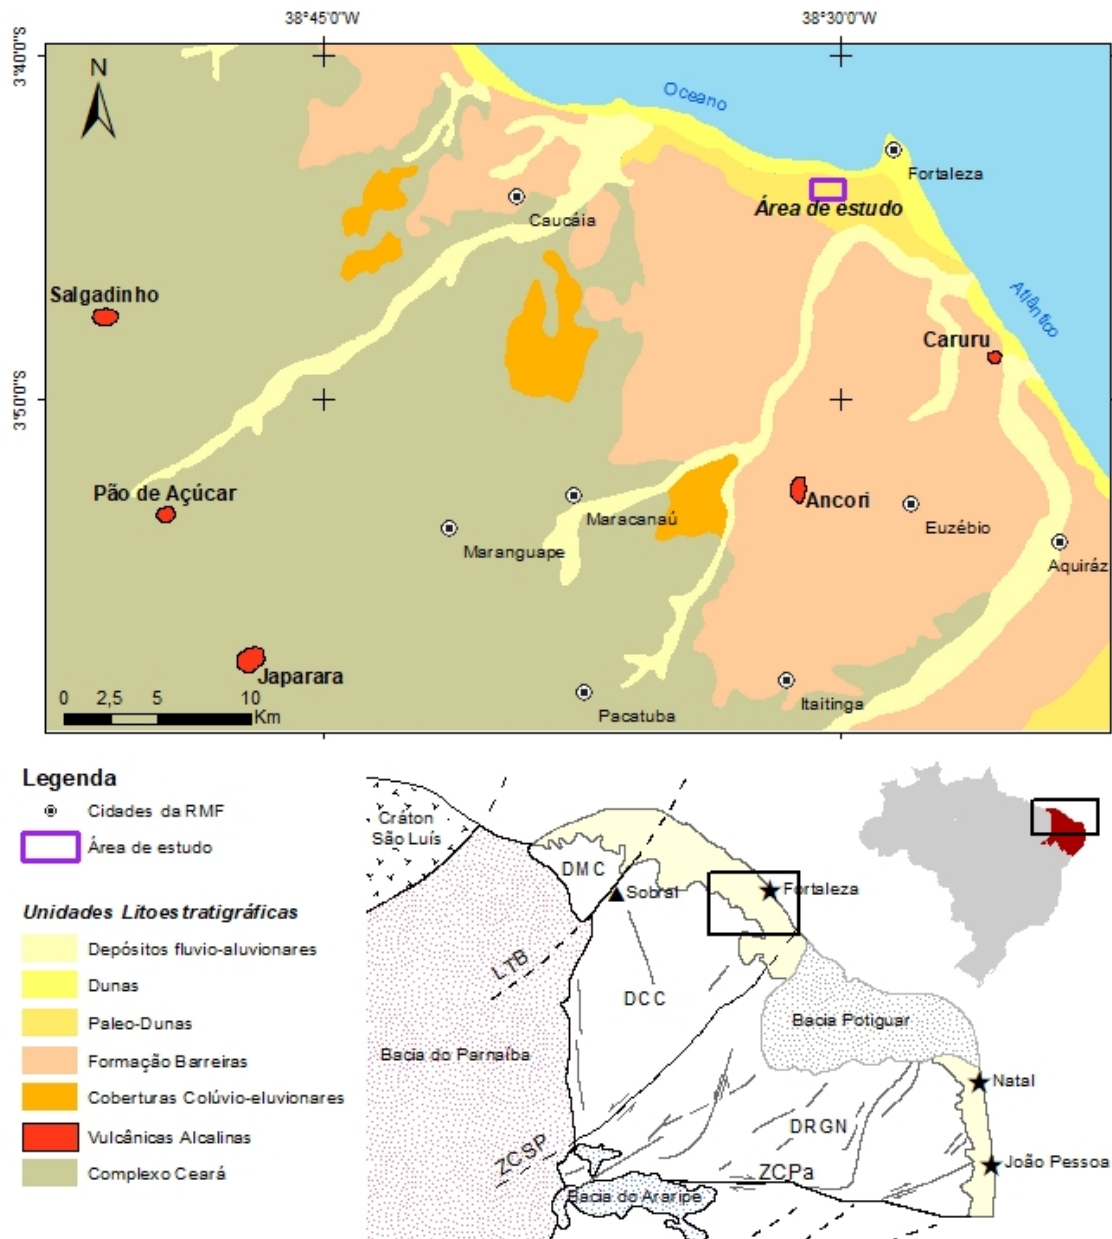 38°45'0"W
38°30'0"W
3°40'0"S
N
Oceano
Fortaleza
Área de estudo
Caucáia
Atlântico
Salgadinho
Caruru
3°50'0"S
Pão de Açúcar
Ancori
Maracanaú
Euzébio
Maranguape
Aquiráz
Japarara
Itaitinga
Pacatuba
0 2,5 5 10
Km
Legenda
Cidades da RMF
Área de estudo
Unidades Litoestratigráficas
Depósitos fluvio-aluvionares
Dunas
Paleo-Dunas
Formação Barreiras
Coberturas Colúvio-eluvionares
Vulcânicas Alcalinas
Complexo Ceará
Cráton
São Luís
DMC
Sobral
Fortaleza
LTB
DCC
Bacia Potiguar
Bacia do Parnaíba
Natal
DRGN
ZCSP
ZCPa
João Pessoa
Bacia do Araripe